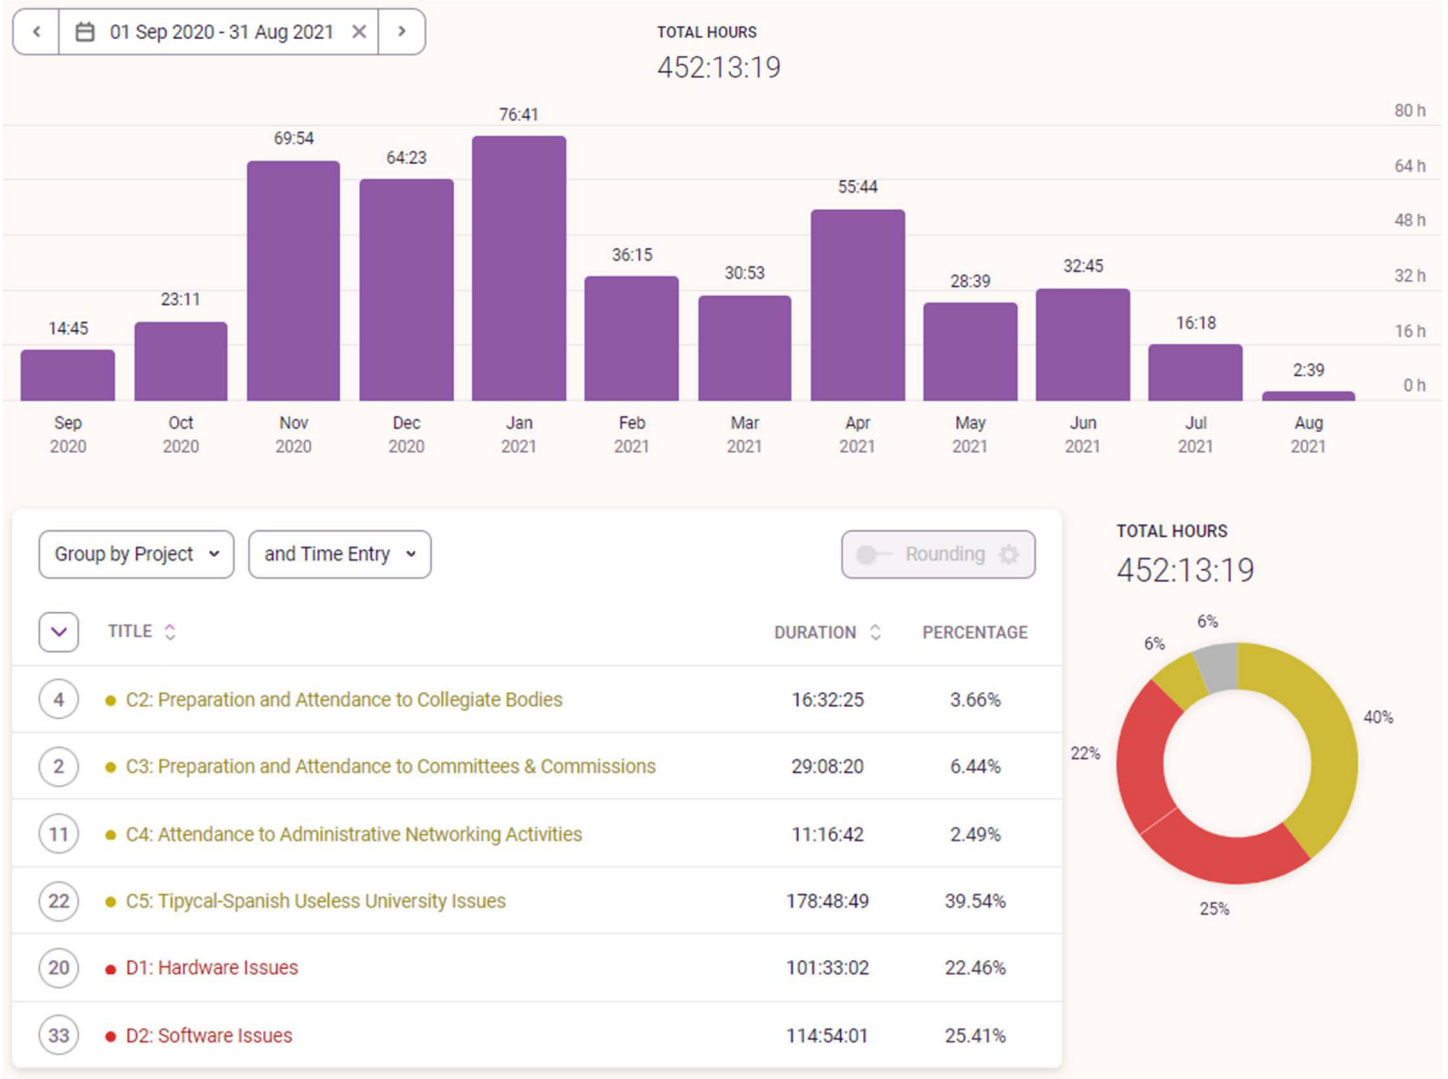 01 Sep 2020 - 31 Aug 2021
TOTAL HOURS
452:13:19
80 h
64 h
48 h
32 h
16 h
0 h
14:45
23:11
69:54
64:23
76:41
36:15
30:53
55:44
28:39
32:45
16:18
2:39
Sep Oct Nov Dec Jan Feb Mar Apr May Jun Jul Aug
2020 2020 2020 2020 2021 2021 2021 2021 2021 2021 2021 2021
Group by Project and Time Entry Rounding
TITLE DURATION PERCENTAGE
4 C2: Preparation and Attendance to Collegiate Bodies 16:32:25 3.66%
2 C3: Preparation and Attendance to Committees & Commissions 29:08:20 6.44%
11 C4: Attendance to Administrative Networking Activities 11:16:42 2.49%
22 C5: Tipycal-Spanish Useless University Issues 178:48:49 39.54%
20 D1: Hardware Issues 101:33:02 22.46%
33 D2: Software Issues 114:54:01 25.41%
TOTAL HOURS
452:13:19
6%
6%
40%
22%
25%